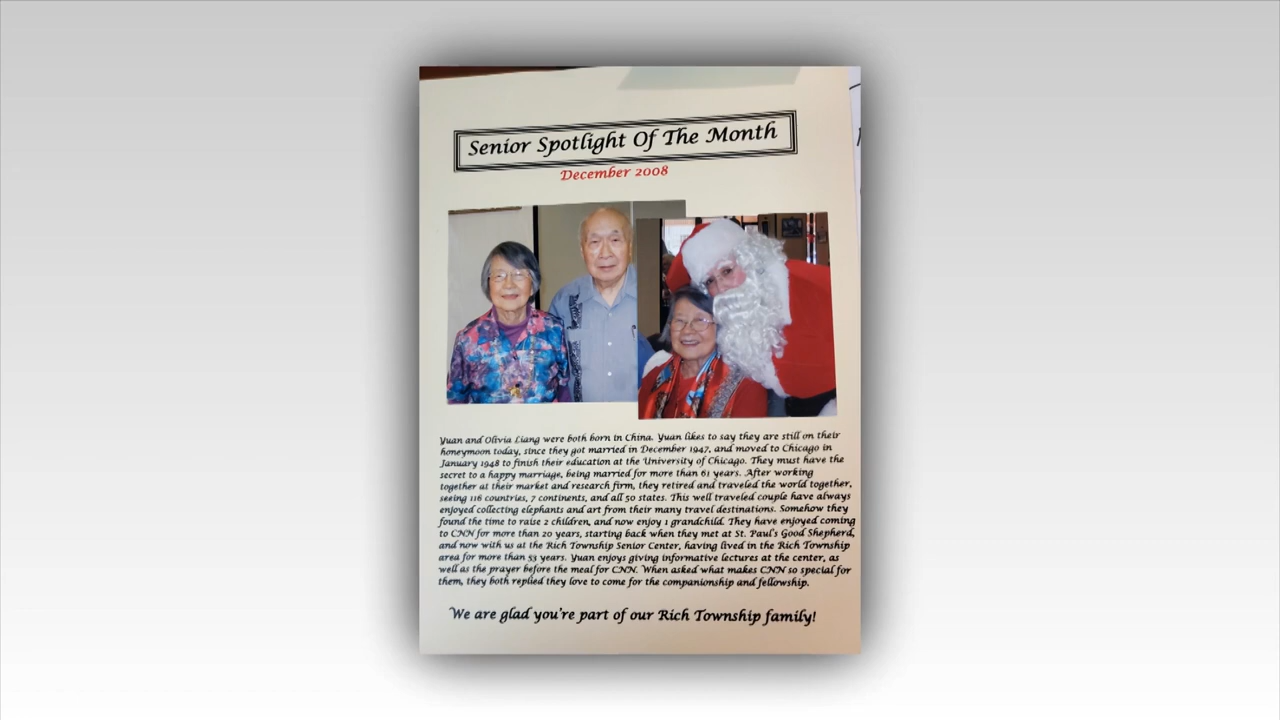 Senior Spotlight Of The Month
December 2008
Yuan and Olivia Liang were both born in China. Yuan likes to say they are still on their
honeymoon today, since they got married in December 1947, and moved to Chicago in
January 1948 to finish their education at the University of Chicago. They must have the
secret to a happy marriage, being married for more than 61 years. After working
together at their market and research firm, they retired and traveled the world together,
seeing 116 countries, 7 continents, and all 50 states. This well traveled couple have always
enjoyed collecting elephants and art from their many travel destinations. Somehow they
found the time to raise 2 children, and now enjoy 1 grandchild. They have enjoyed coming
to CNN for more than 20 years, starting back when they met at St. Paul's Good Shepherd,
and now with us at the Rich Township Senior Center, having lived in the Rich Township
area for more than 53 years. Yuan enjoys giving informative lectures at the center, as
well as the prayer before the meal for CNN. When asked what makes CNN so special for
them, they both replied they love to come for the companionship and fellowship.
We are glad you're part of our Rich Township family!